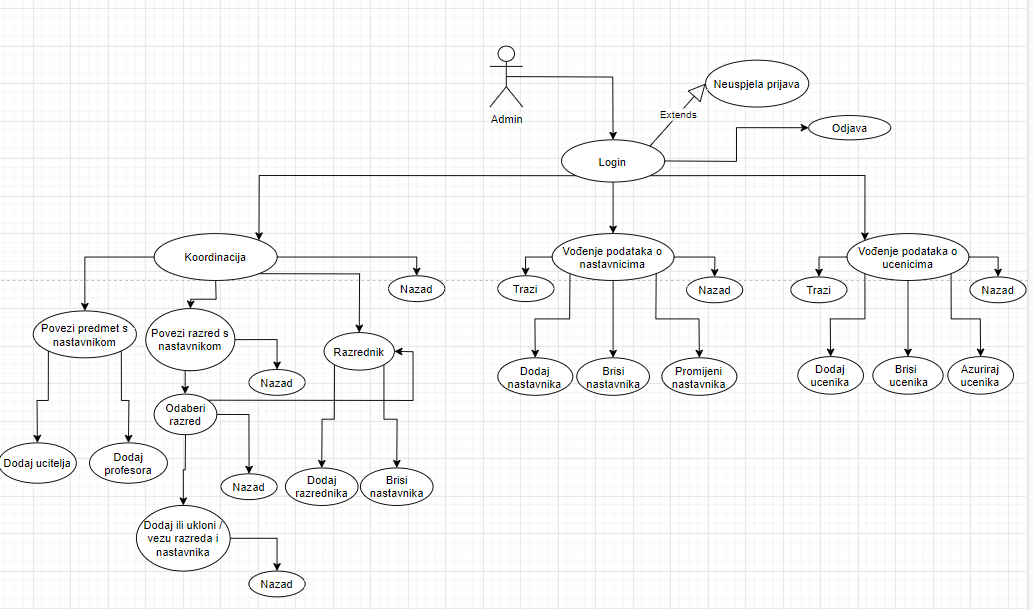 Admin
Neuspjela prijava
Extends
Odjava
Login
Koordinacija
Vođenje podataka o
nastavnicima
Vođenje podataka o
ucenicima
Nazad
Trazi
Nazad
Trazi
Nazad
Povezi predmet s
nastavnikom
Povezi razred s
nastavnikom
Razrednik
Nazad
Dodaj
nastavnika
Brisi
nastavnika
Promijeni
nastavnika
Dodaj
ucenika
Brisi
ucenika
Azuriraj
ucenika
Odaberi
razred
Dodaj ucitelja
Dodaj
profesora
Nazad
Dodaj
razrednika
Brisi
nastavnika
Dodaj ili ukloni /
vezu razreda i
nastavnika
Nazad